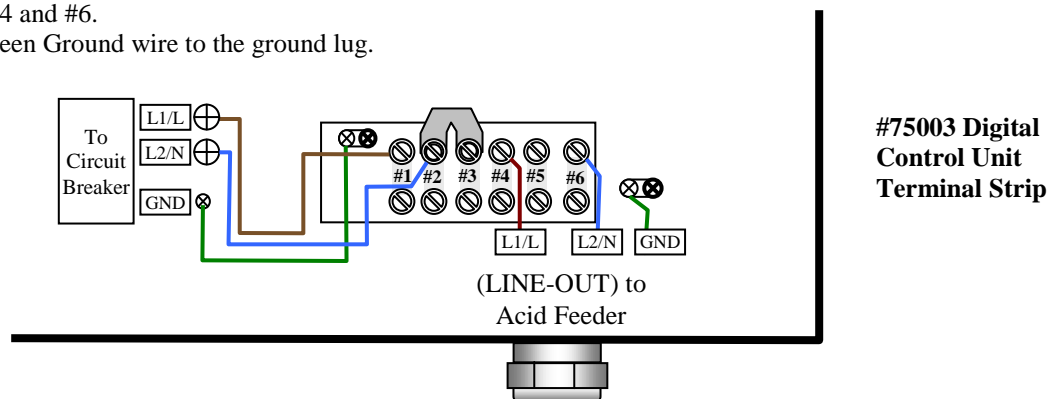 4 and #6.
een Ground wire to the ground lug.
To
Circuit
Breaker
L1/L
L2/N
GND
#1 #2 #3 #4 #5 #6
L1/L L2/N GND
(LINE-OUT) to
Acid Feeder
#75003 Digital
Control Unit
Terminal Strip